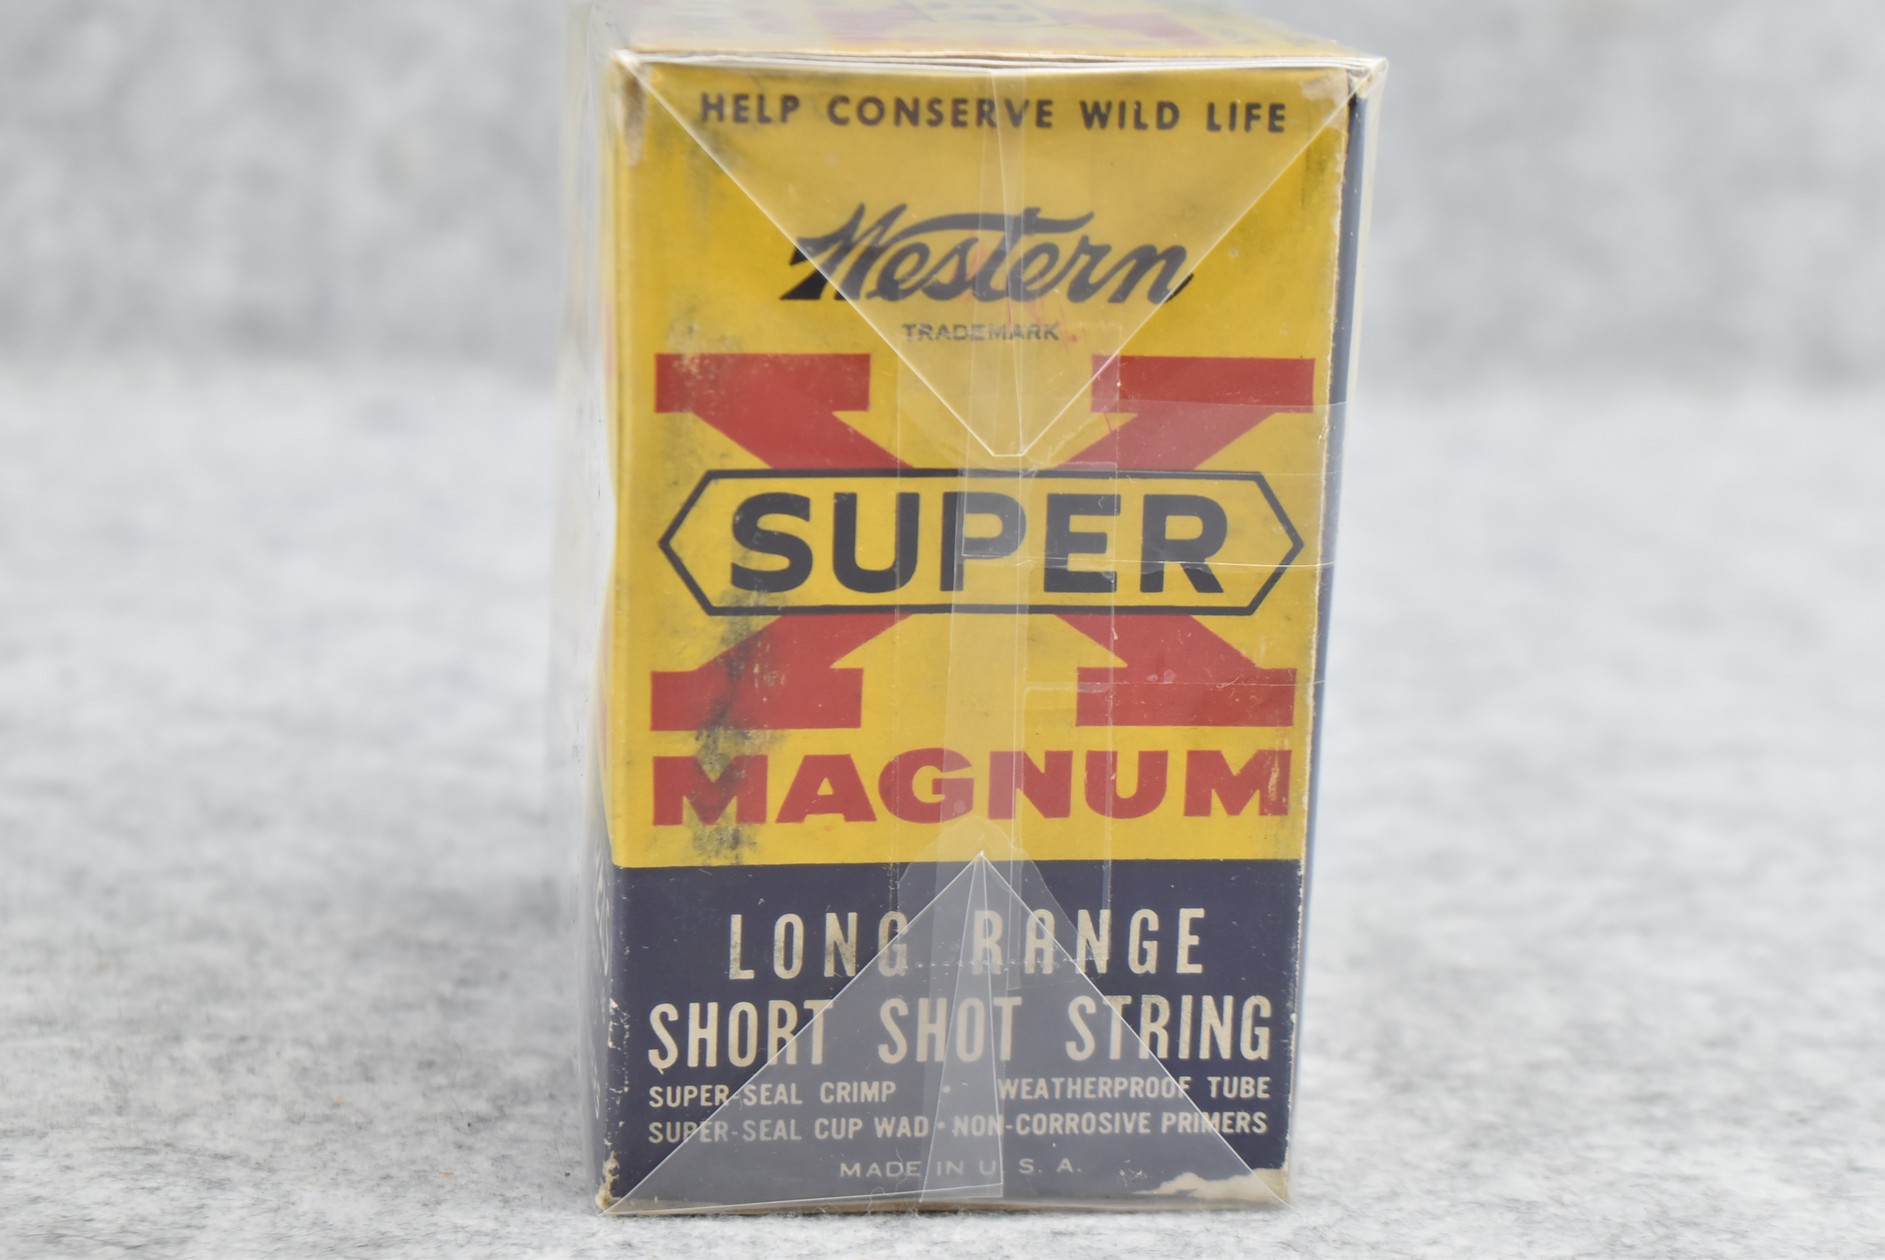 HELP CONSERVE WILD LIFE
Western
TRADEMARK
X
SUPER
MAGNUM
LONG RANGE
SHORT SHOT STRING
SUPER-SEAL CRIMP • WEATHERPROOF TUBE
SUPER-SEAL CUP WAD • NON-CORROSIVE PRIMERS
MADE IN U. S. A.